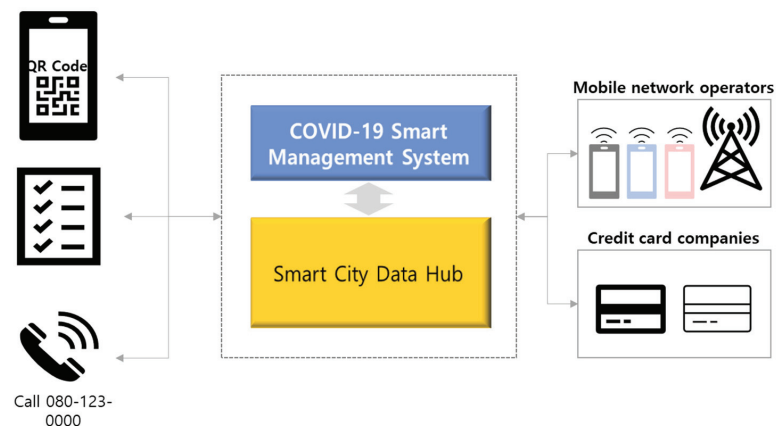 QR Code
COVID-19 Smart
Management System
Smart City Data Hub
Call 080-123-
0000
Mobile network operators
Credit card companies